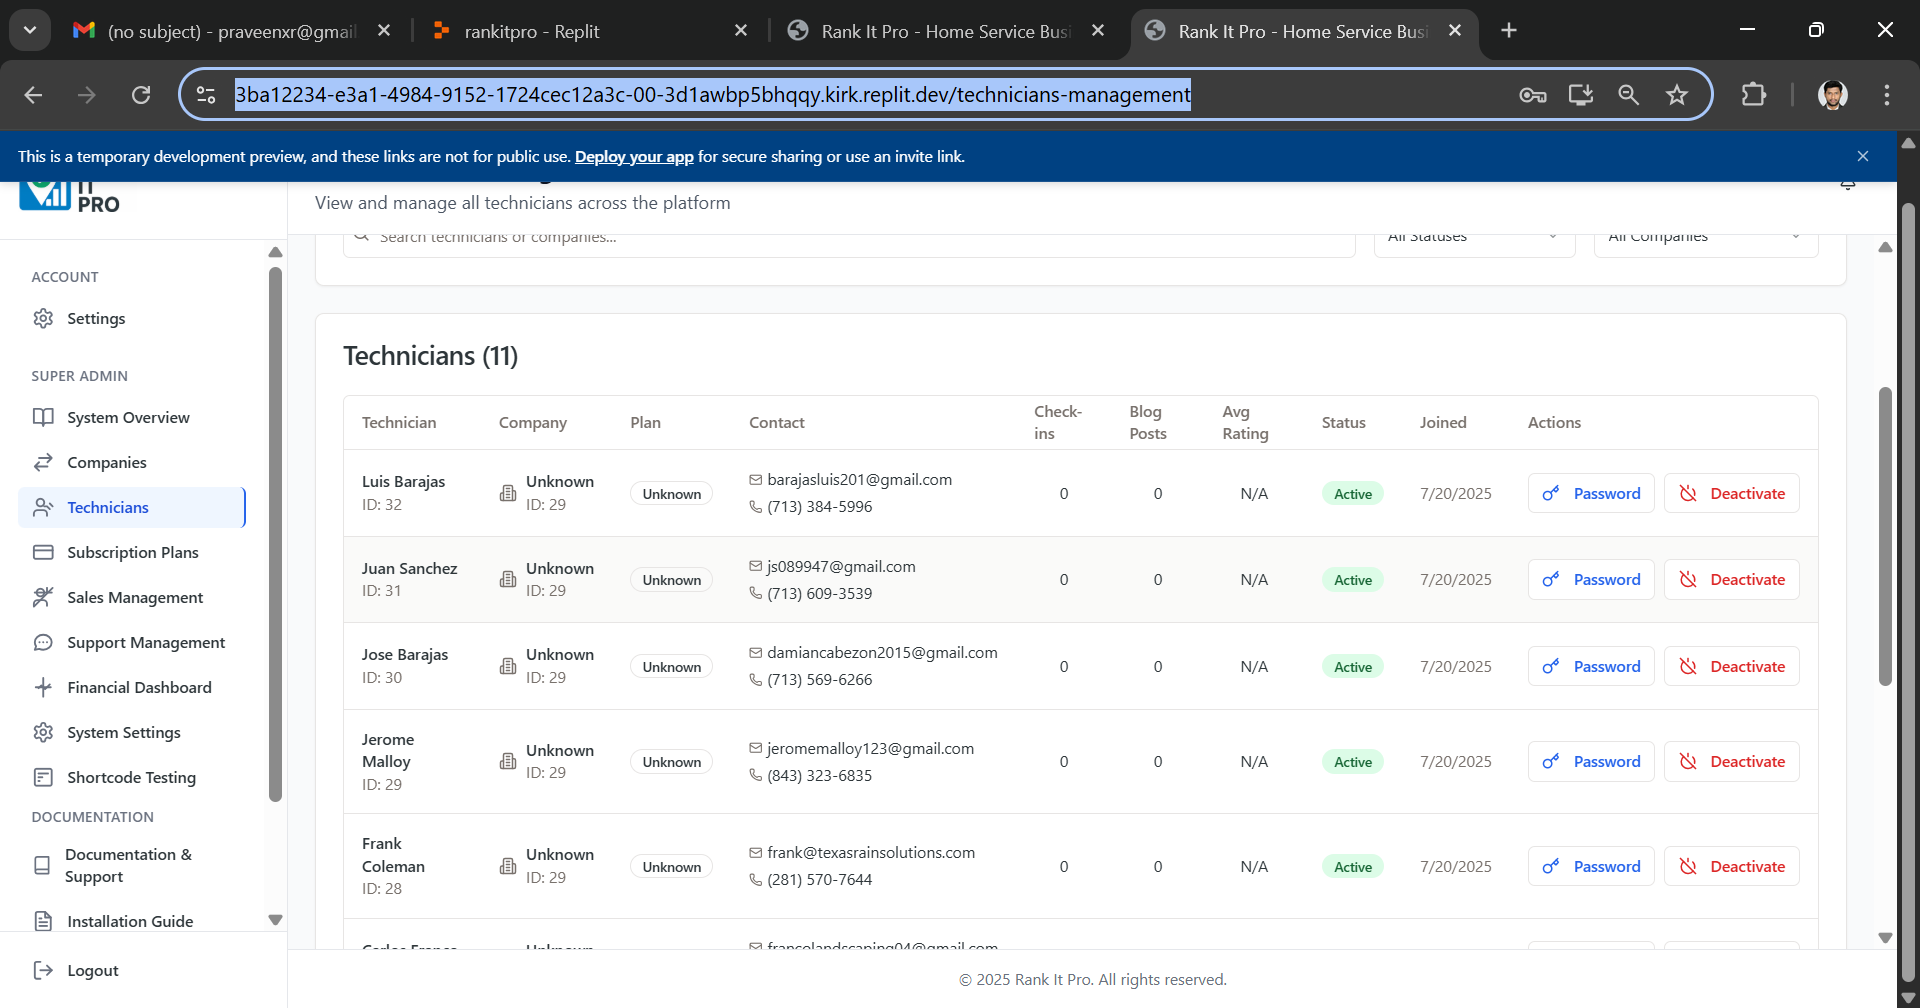 (no subject) - praveenxr@gmail
rankitpro - Replit
Rank It Pro - Home Service Busi
Rank It Pro - Home Service Busi
3ba12234-e3a1-4984-9152-1724cec12a3c-00-3d1awbp5bhqqy.kirk.replit.dev/technicians-management
This is a temporary development preview, and these links are not for public use. Deploy your app for secure sharing or use an invite link.
IT
PRO
View and manage all technicians across the platform
Search technicians or companies...
All Statuses
All Companies
ACCOUNT
Settings
SUPER ADMIN
System Overview
Companies
Technicians
Subscription Plans
Sales Management
Support Management
Financial Dashboard
System Settings
Shortcode Testing
DOCUMENTATION
Documentation &
Support
Installation Guide
Logout
Technicians (11)
Technician Company Plan Contact Check-ins Blog Posts Avg Rating Status Joined Actions
Luis Barajas
ID: 32
Unknown
ID: 29
Unknown
barajasluis201@gmail.com
(713) 384-5996
0 0 N/A Active 7/20/2025 Password Deactivate
Juan Sanchez
ID: 31
Unknown
ID: 29
Unknown
js089947@gmail.com
(713) 609-3539
0 0 N/A Active 7/20/2025 Password Deactivate
Jose Barajas
ID: 30
Unknown
ID: 29
Unknown
damiancabezon2015@gmail.com
(713) 569-6266
0 0 N/A Active 7/20/2025 Password Deactivate
Jerome
Malloy
ID: 29
Unknown
ID: 29
Unknown
jeromemalloy123@gmail.com
(843) 323-6835
0 0 N/A Active 7/20/2025 Password Deactivate
Frank
Coleman
ID: 28
Unknown
ID: 29
Unknown
frank@texasrainsolutions.com
(281) 570-7644
0 0 N/A Active 7/20/2025 Password Deactivate
© 2025 Rank It Pro. All rights reserved.